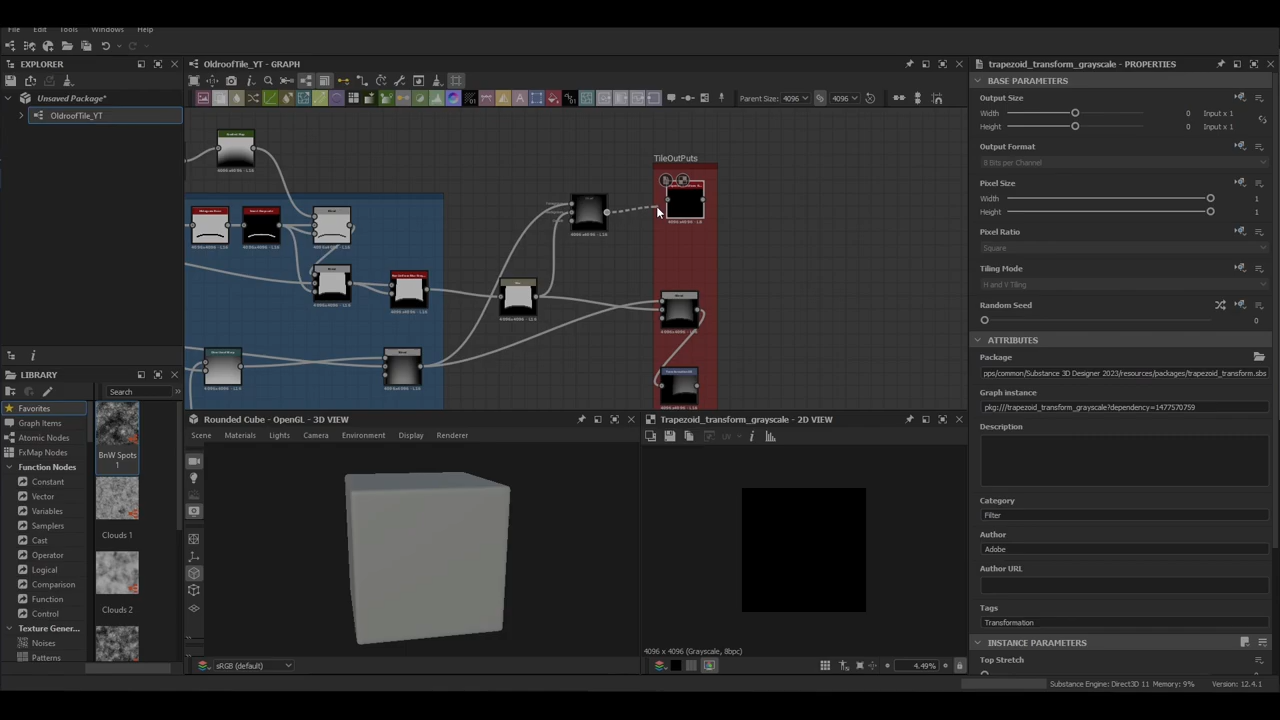 File Edit Tools Windows Help
EXPLORER
OldroofTile_YT - GRAPH
trapezoid_transform_grayscale - PROPERTIES
Parent Size: 4096 4096
Unsaved Package*
OldroofTile_YT
BASE PARAMETERS
Output Size
Width 0 Input x 1
Height 0 Input x 1
Output Format
8 Bits per Channel
Pixel Size
Width 1
Height 1
Pixel Ratio
Square
Tiling Mode
H and V Tiling
Random Seed
0
ATTRIBUTES
Package
pps/common/Substance 3D Designer 2023/resources/packages/trapezoid_transform.sbs
Graph instance
pkg:///trapezoid_transform_grayscale?dependency=1477570759
Description
Category
Filter
Author
Adobe
Author URL
Tags
Transformation
INSTANCE PARAMETERS
Top Stretch
TileOutPuts
LIBRARY
Search
Favorites
Graph Items
Atomic Nodes
FxMap Nodes
Function Nodes
Constant
Vector
Variables
Samplers
Cast
Operator
Logical
Comparison
Function
Control
Texture Gener...
Noises
Patterns
BnW Spots
1
Clouds 1
Clouds 2
Rounded Cube - OpenGL - 3D VIEW
Scene Materials Lights Camera Environment Display Renderer
sRGB (default)
Trapezoid_transform_grayscale - 2D VIEW
UV
4096 x 4096 (Grayscale, 8bpc)
4.49%
Substance Engine: Direct3D 11 Memory: 9% Version: 12.4.1